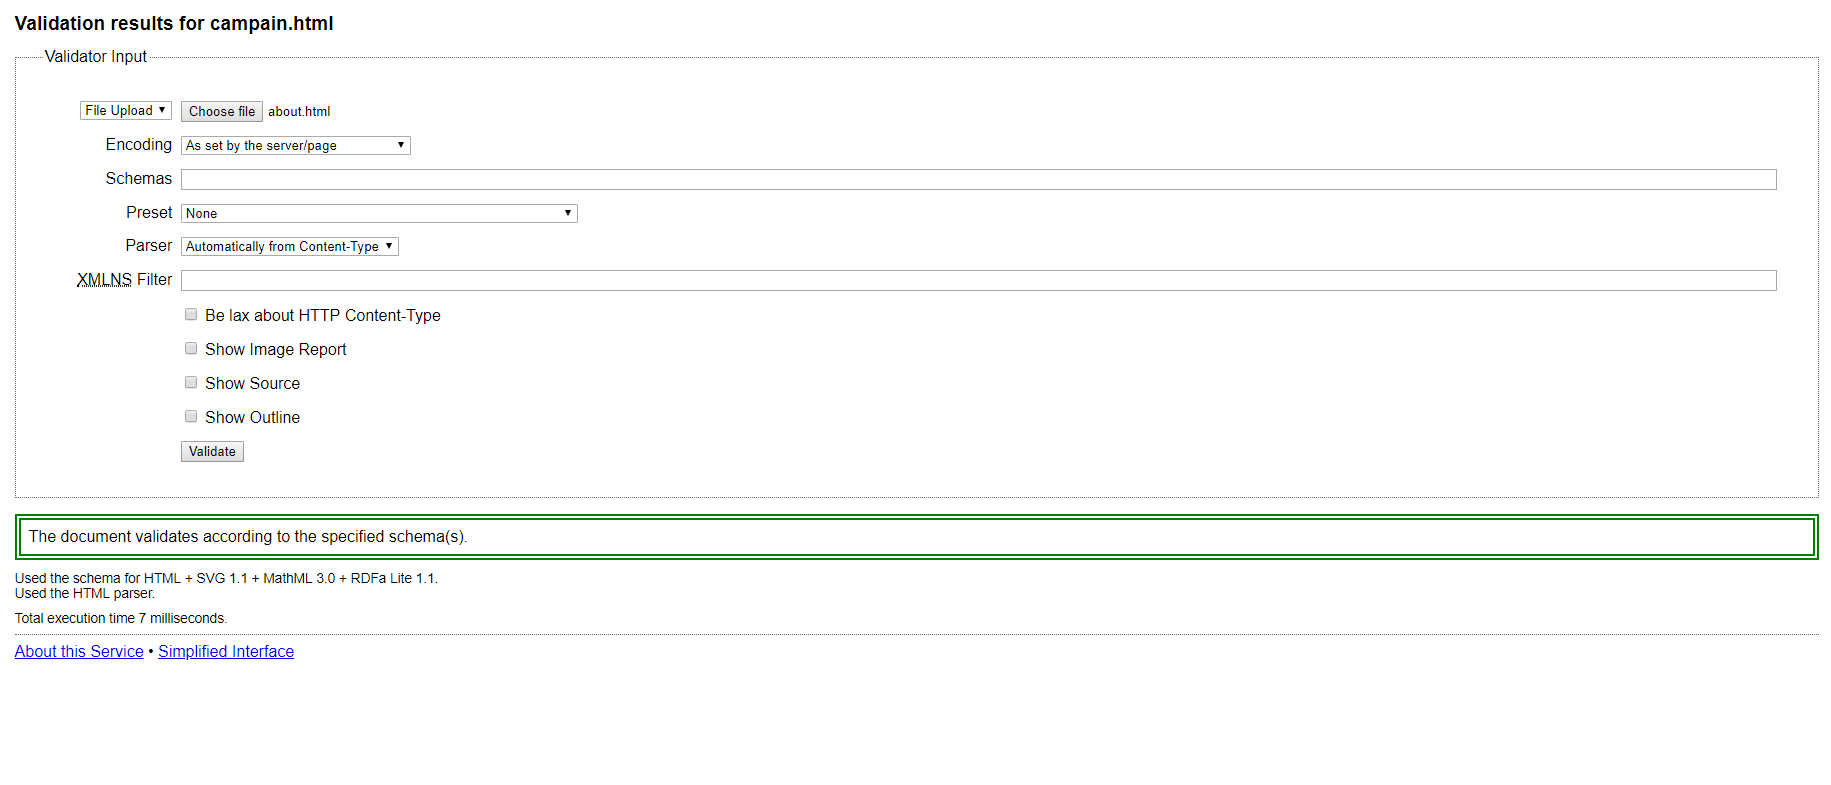 Validation results for campain.html
Validator Input
File Upload Choose file about.html
Encoding As set by the server/page
Schemas
Preset None
Parser Automatically from Content-Type
XMLNS Filter
Be lax about HTTP Content-Type
Show Image Report
Show Source
Show Outline
Validate
The document validates according to the specified schema(s).
Used the schema for HTML + SVG 1.1 + MathML 3.0 + RDFa Lite 1.1.
Used the HTML parser.
Total execution time 7 milliseconds.
About this Service • Simplified Interface